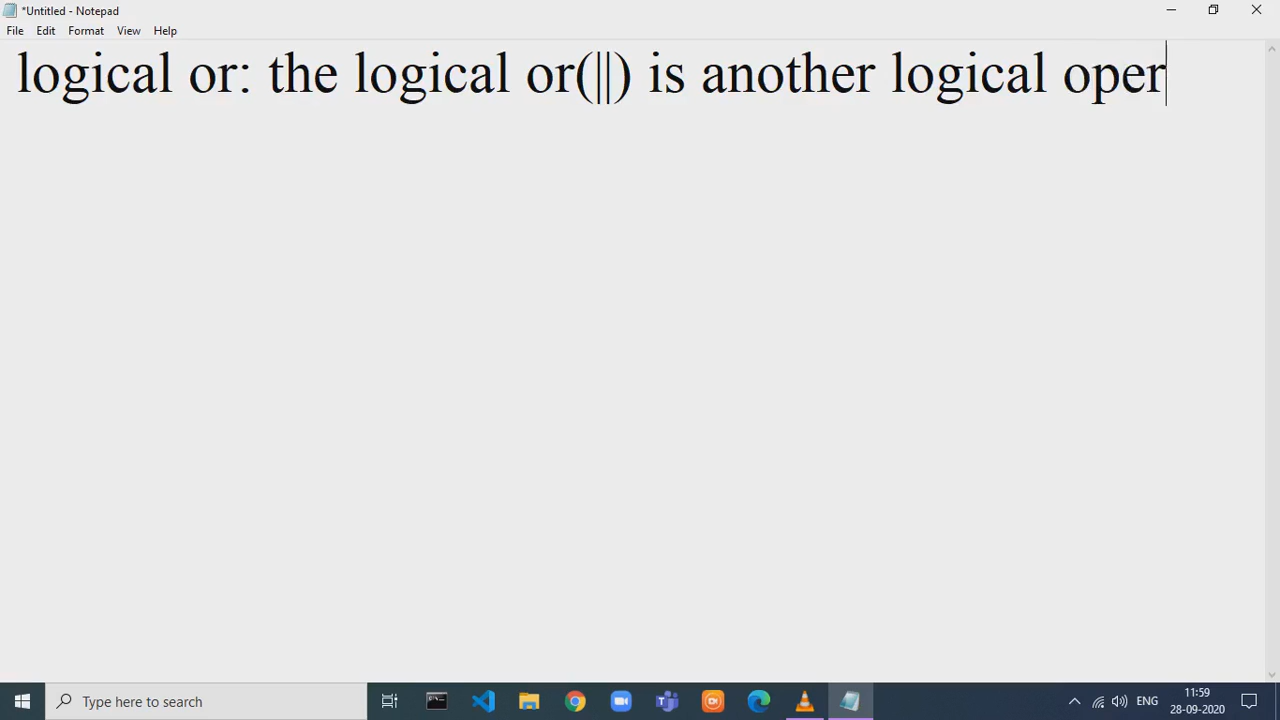 *Untitled - Notepad
File Edit Format View Help
logical or: the logical or(||) is another logical oper
Type here to search
ENG
11:59
28-09-2020